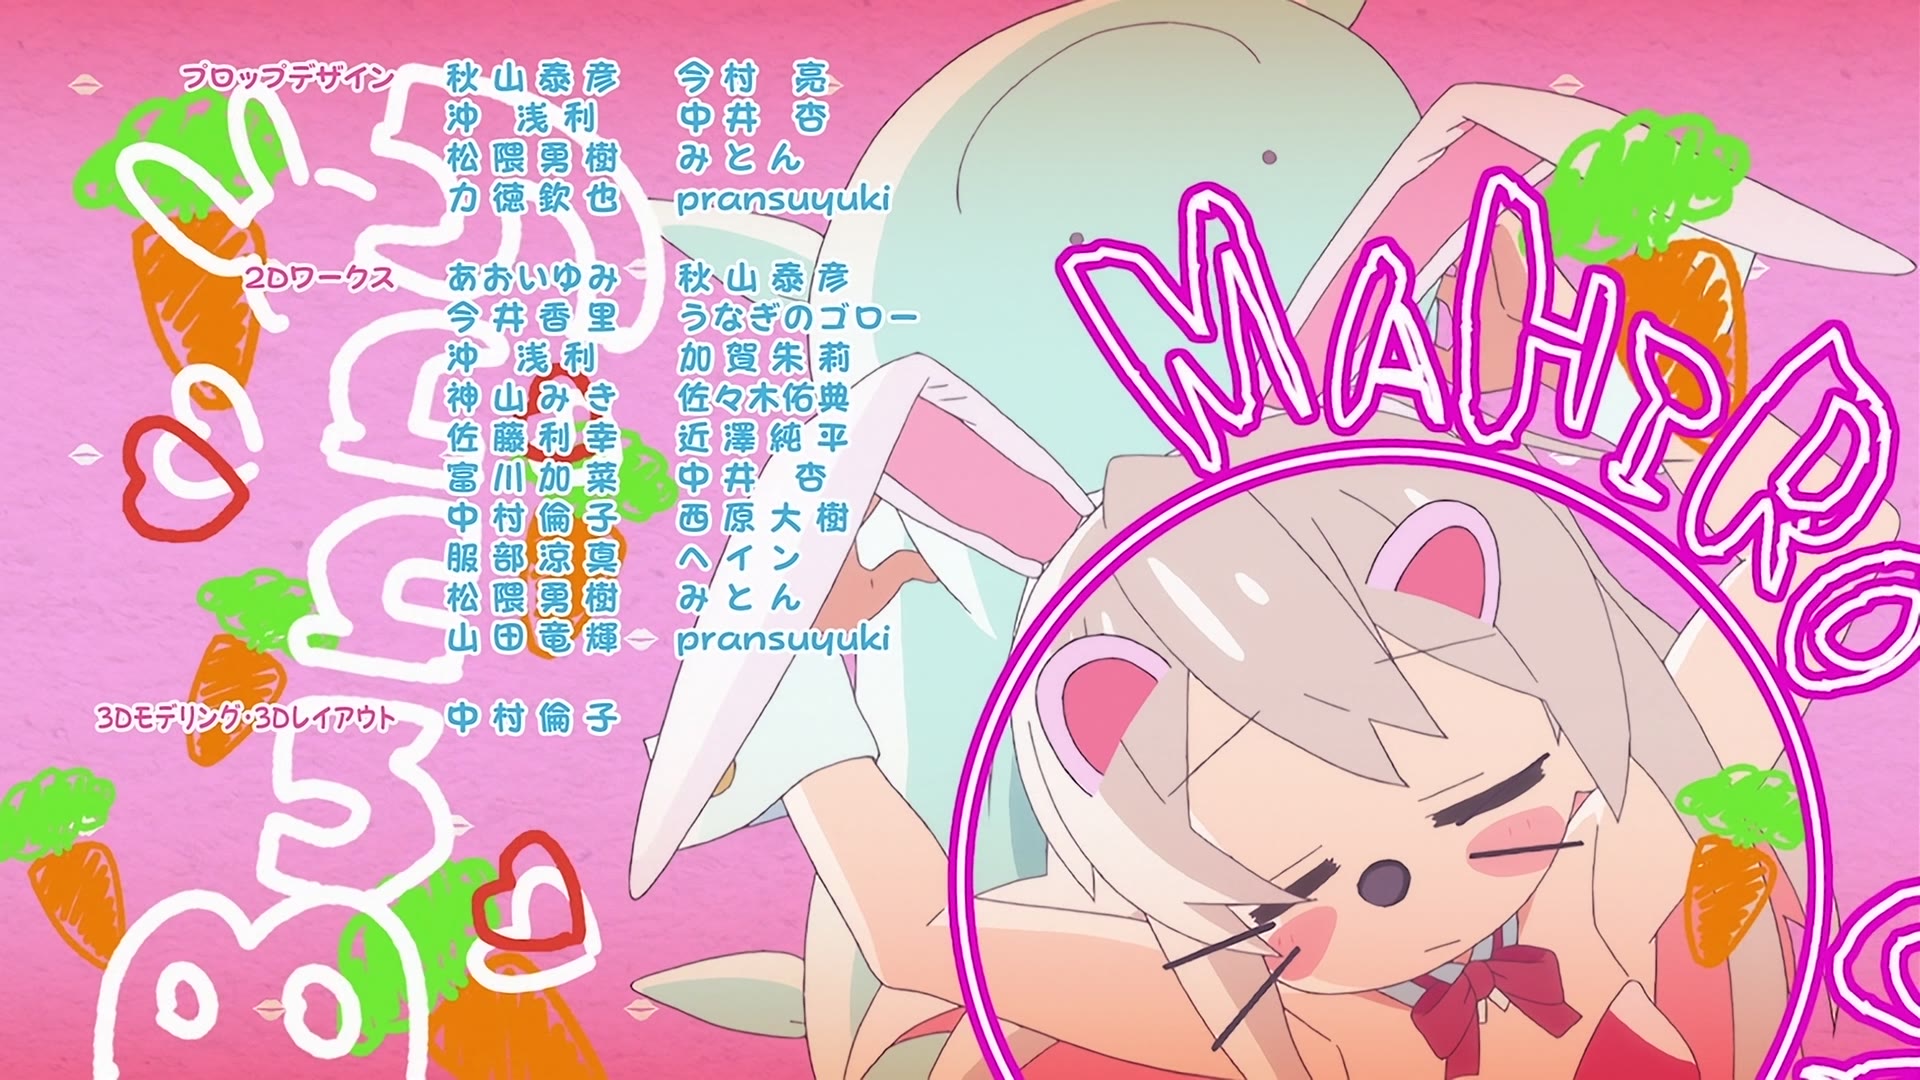 プロップデザイン 秋山泰彦 今村 亮
沖 浅利 中井 杏
松隈勇樹 みとん
力徳欽也 pransuyuki
2Dワークス あおいゆみ 秋山泰彦
今井香里 うなぎのゴロー
沖 浅利 加賀朱莉
神山みき 佐々木佑典
佐藤利幸 近澤純平
富川加菜 中井 杏
中村倫子 西原大樹
服部涼真 ヘイン
松隈勇樹 みとん
山田竜輝 pransuyuki
3Dモデリング・3Dレイアウト 中村倫子
MAHIRO